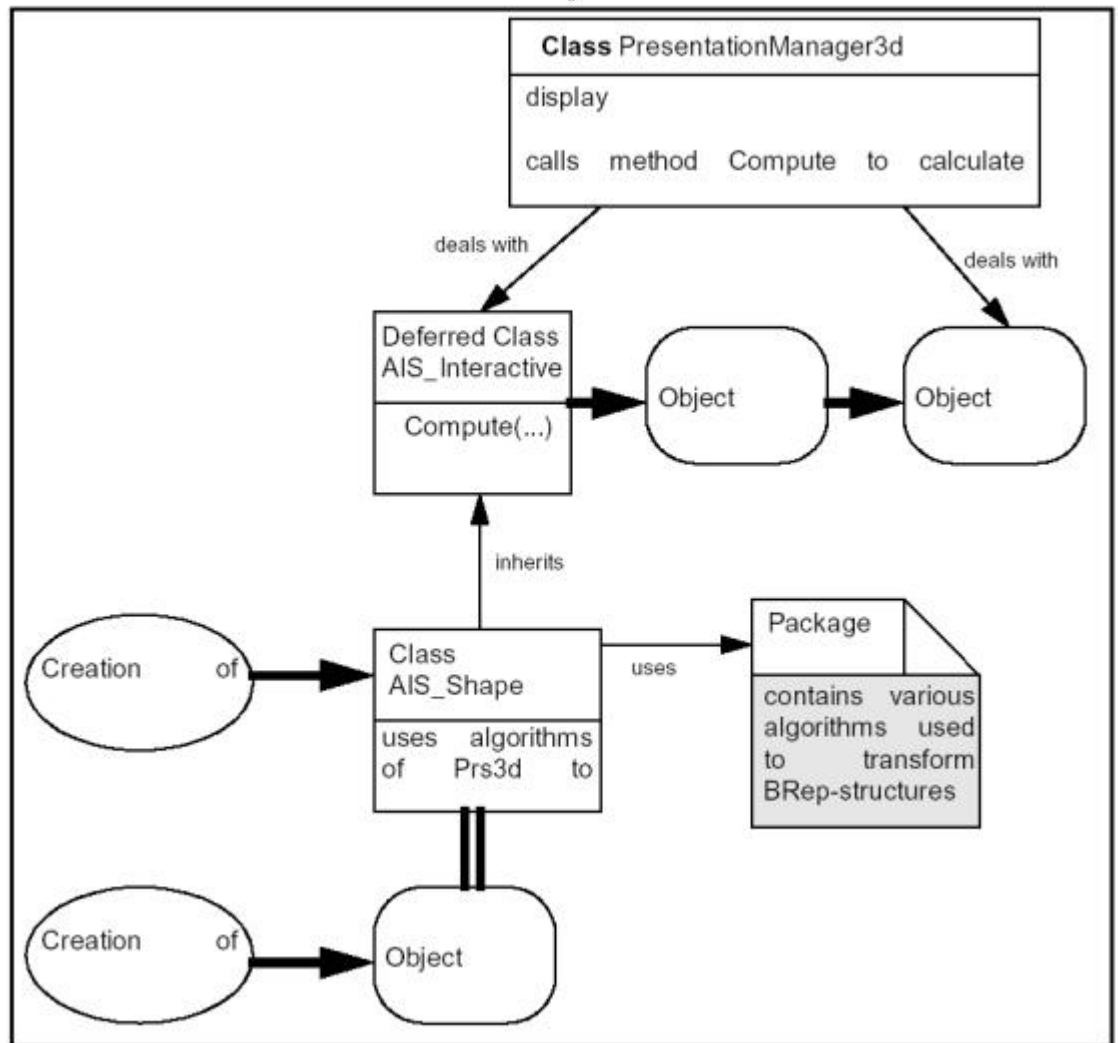 Class PresentationManager3d
display
calls method Compute to calculate
deals with
deals with
Deferred Class
AIS_Interactive
Compute(...)
Object
Object
inherits
Creation of
Class
AIS_Shape
uses algorithms
of Prs3d to
uses
Package
contains various
algorithms used
to transform
BRep-structures
Creation of
Object